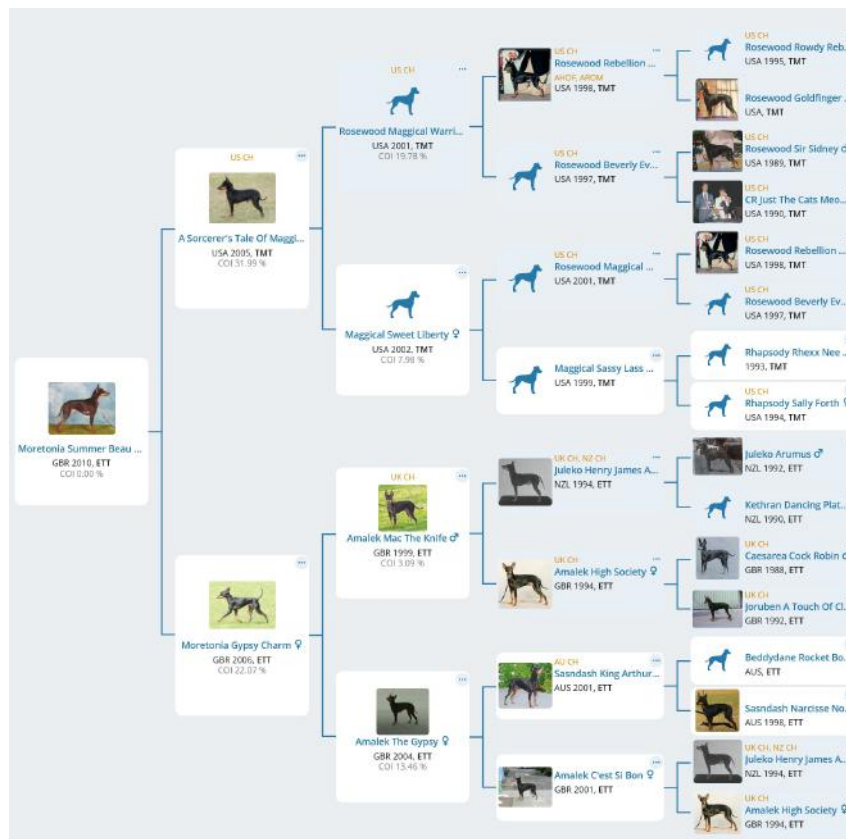 Moretonia Summer Beau ...
GBR 2010, ETT
COI 0.00 %
US CH
A Sorcerer's Tale Of Maggi...
USA 2005, TMT
COI 31.99 %
Moretonia Gypsy Charm ♀
GBR 2006, ETT
COI 22.07 %
US CH
Rosewood Maggical Warri...
USA 2001, TMT
COI 19.78 %
Maggical Sweet Liberty ♀
USA 2002, TMT
COI 7.98 %
UK CH
Amalek Mac The Knife ♂
GBR 1999, ETT
COI 3.09 %
Amalek The Gypsy ♀
GBR 2004, ETT
COI 13.46 %
US CH
Rosewood Rebellion ...
AHOF, AROM
USA 1998, TMT
US CH
Rosewood Beverly Ev...
USA 1997, TMT
US CH
Rosewood Maggical ...
USA 2001, TMT
Maggical Sassy Lass ...
USA 1999, TMT
UK CH, NZ CH
Juleko Henry James A...
NZL 1994, ETT
UK CH
Amalek High Society ♀
GBR 1994, ETT
AU CH
Sasndash King Arthur...
AUS 2001, ETT
Amalek C'est Si Bon ♀
GBR 2001, ETT
US CH
Rosewood Rowdy Reb..
USA 1995, TMT
Rosewood Goldfinger ..
USA, TMT
US CH
Rosewood Sir Sidney
USA 1989, TMT
US CH
CR Just The Cats Meo...
USA 1990, TMT
US CH
Rosewood Rebellion ...
USA 1998, TMT
US CH
Rosewood Beverly Ev...
USA 1997, TMT
Rhapsody Rhexx Nee ..
1993, TMT
US CH
Rhapsody Sally Forth ♀
USA 1994, TMT
Juleko Arumus ♂
NZL 1992, ETT
Kethran Dancing Plat...
NZL 1990, ETT
UK CH
Caesarea Cock Robin
GBR 1988, ETT
UK CH
Joruben A Touch Of Cl..
GBR 1992, ETT
Beddydane Rocket Bo..
AUS, ETT
Sasndash Narcisse No..
AUS 1998, ETT
UK CH, NZ CH
Juleko Henry James A..
NZL 1994, ETT
UK CH
Amalek High Society ♀
GBR 1994, ETT